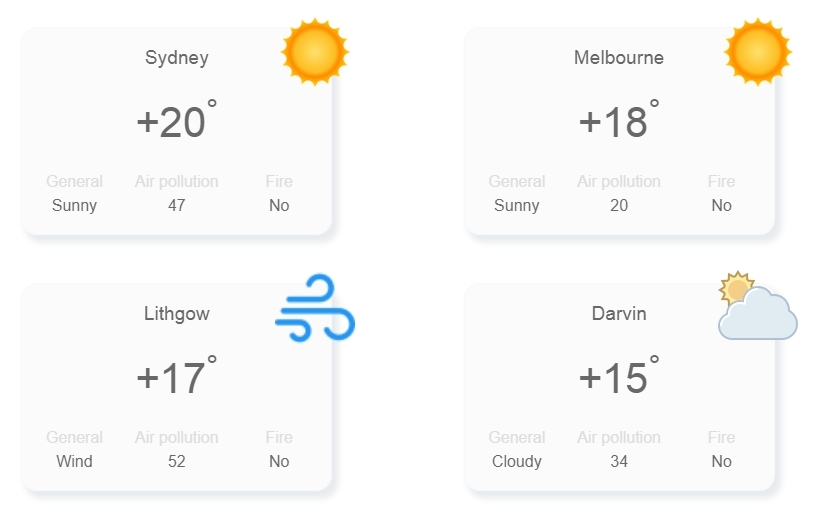 Sydney
+20°
General Air pollution Fire
Sunny 47 No
Melbourne
+18°
General Air pollution Fire
Sunny 20 No
Lithgow
+17°
General Air pollution Fire
Wind 52 No
Darvin
+15°
General Air pollution Fire
Cloudy 34 No